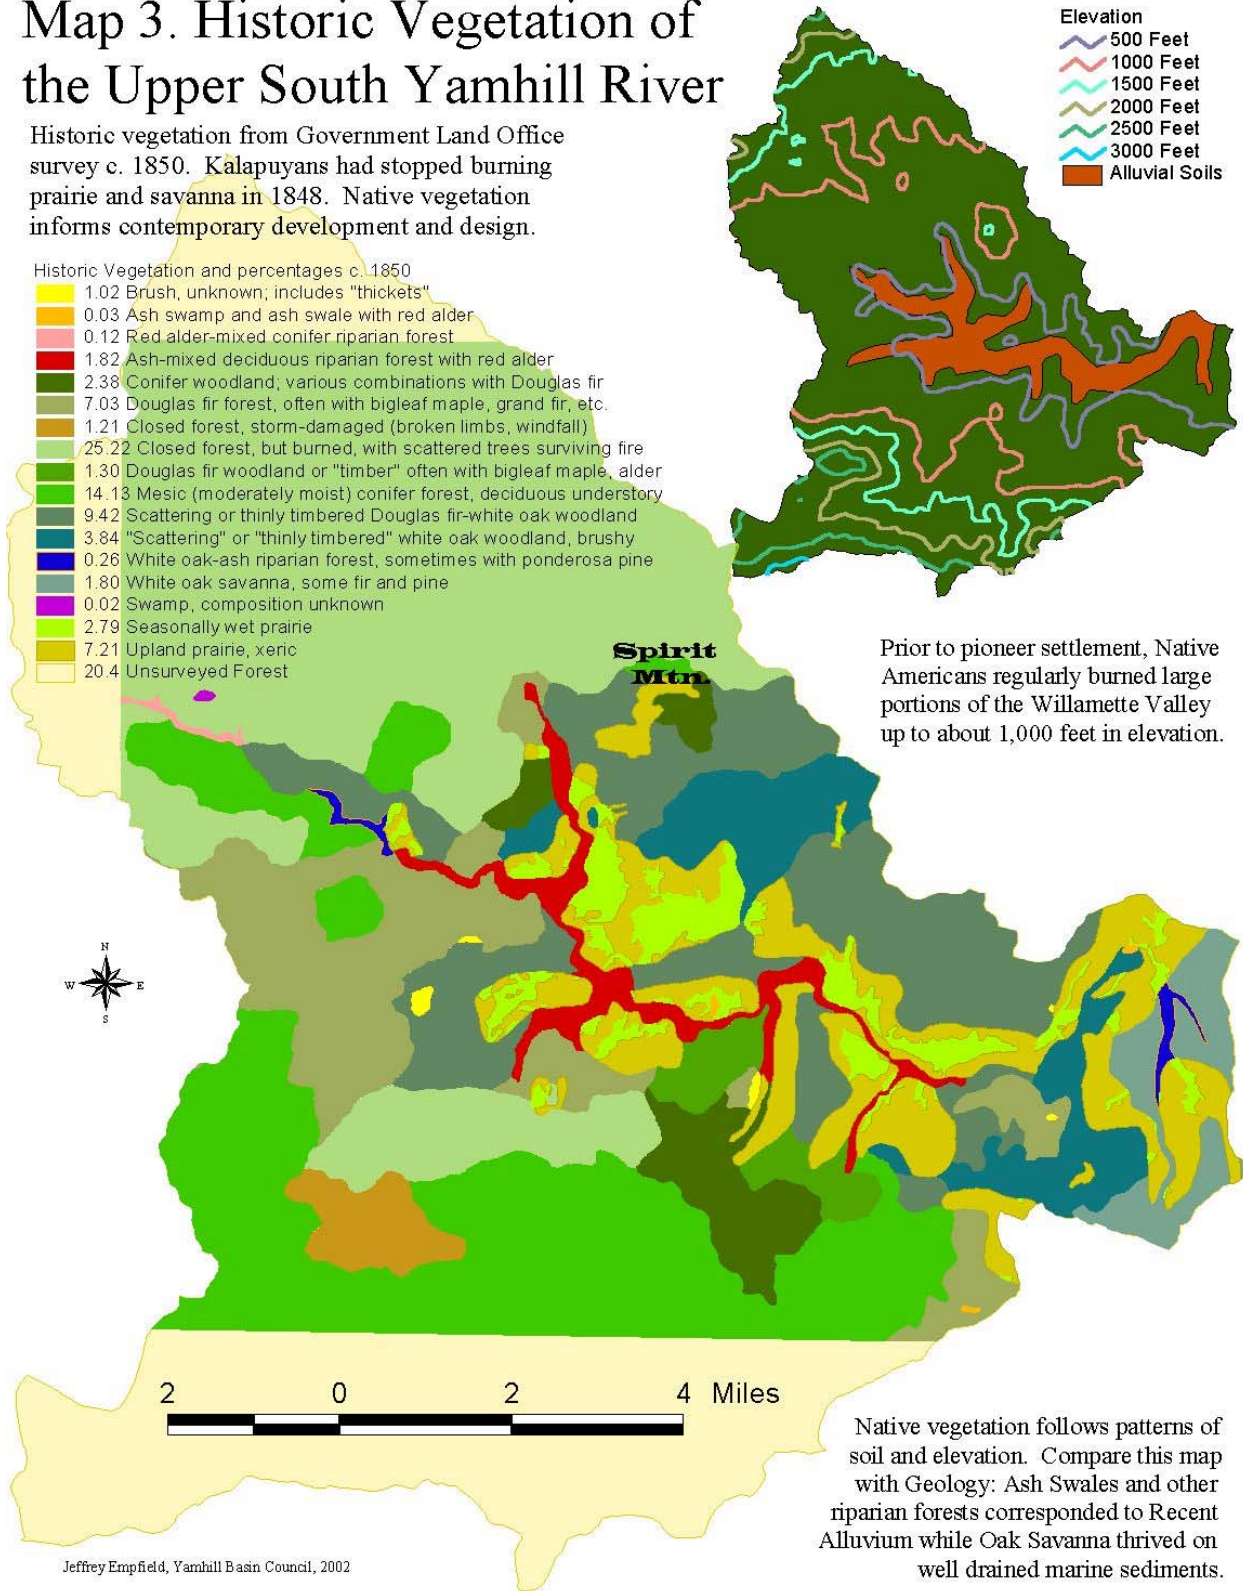 Map 3. Historic Vegetation of
the Upper South Yamhill River
Historic vegetation from Government Land Office
survey c. 1850.  Kalapuyans had stopped burning
prairie and savanna in 1848.  Native vegetation
informs contemporary development and design.
Elevation
500 Feet
1000 Feet
1500 Feet
2000 Feet
2500 Feet
3000 Feet
Alluvial Soils
Historic Vegetation and percentages c. 1850
1.02 Brush, unknown; includes "thickets"
0.03 Ash swamp and ash swale with red alder
0.12 Red alder-mixed conifer riparian forest
1.82 Ash-mixed deciduous riparian forest with red alder
2.38 Conifer woodland; various combinations with Douglas fir
7.03 Douglas fir forest, often with bigleaf maple, grand fir, etc.
1.21 Closed forest, storm-damaged (broken limbs, windfall)
25.22 Closed forest, but burned, with scattered trees surviving fire
1.30 Douglas fir woodland or "timber" often with bigleaf maple, alder
14.13 Mesic (moderately moist) conifer forest, deciduous understory
9.42 Scattering or thinly timbered Douglas fir-white oak woodland
3.84 "Scattering" or "thinly timbered" white oak woodland, brushy
0.26 White oak-ash riparian forest, sometimes with ponderosa pine
1.80 White oak savanna, some fir and pine
0.02 Swamp, composition unknown
2.79 Seasonally wet prairie
7.21 Upland prairie, xeric
20.4 Unsurveyed Forest
Spirit
Mtn.
Prior to pioneer settlement, Native
Americans regularly burned large
portions of the Willamette Valley
up to about 1,000 feet in elevation.
N
W E
S
2 0 2 4 Miles
Native vegetation follows patterns of
soil and elevation.  Compare this map
with Geology: Ash Swales and other
riparian forests corresponded to Recent
Alluvium while Oak Savanna thrived on
well drained marine sediments.
Jeffrey Empfield, Yamhill Basin Council, 2002